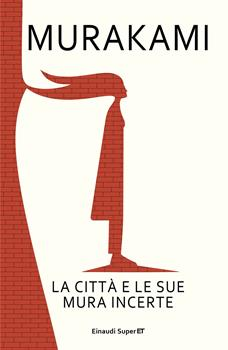 MURAKAMI
LA CITTÀ E LE SUE
MURA INCERTE
Einaudi Super ET